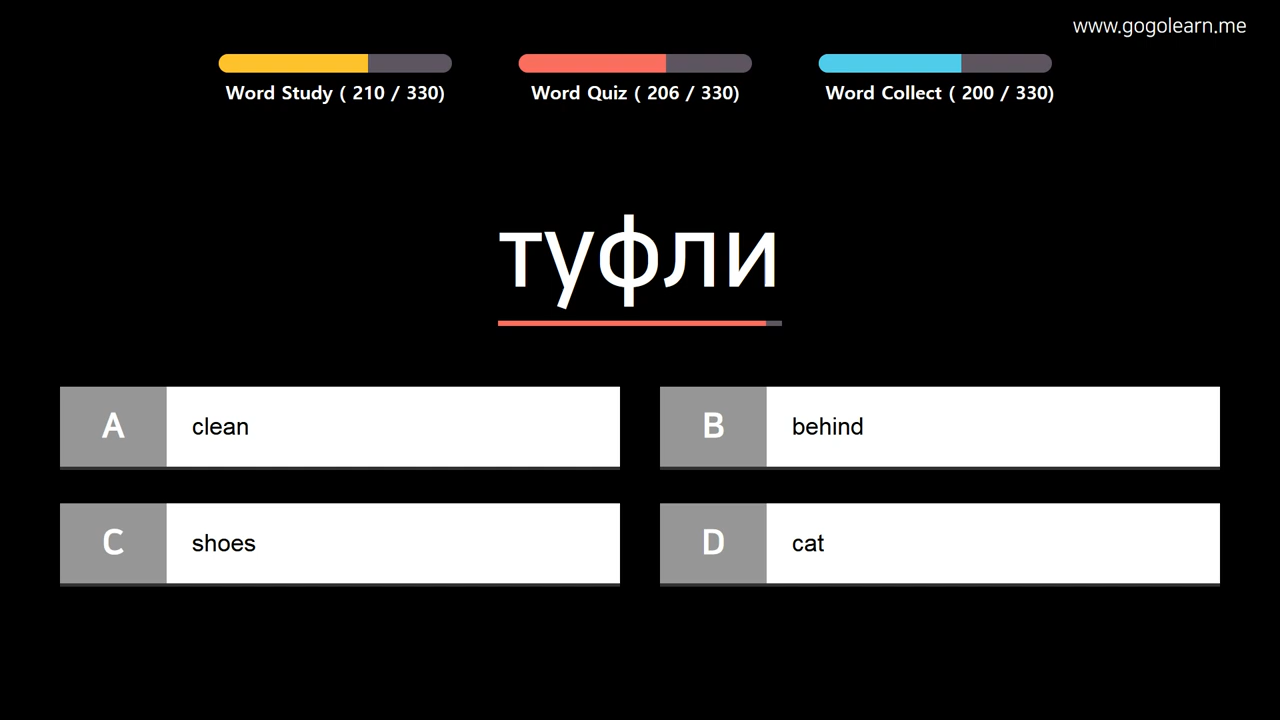 www.gogolearn.me
Word Study ( 210 / 330)
Word Quiz ( 206 / 330)
Word Collect ( 200 / 330)
туфли
A clean
B behind
C shoes
D cat